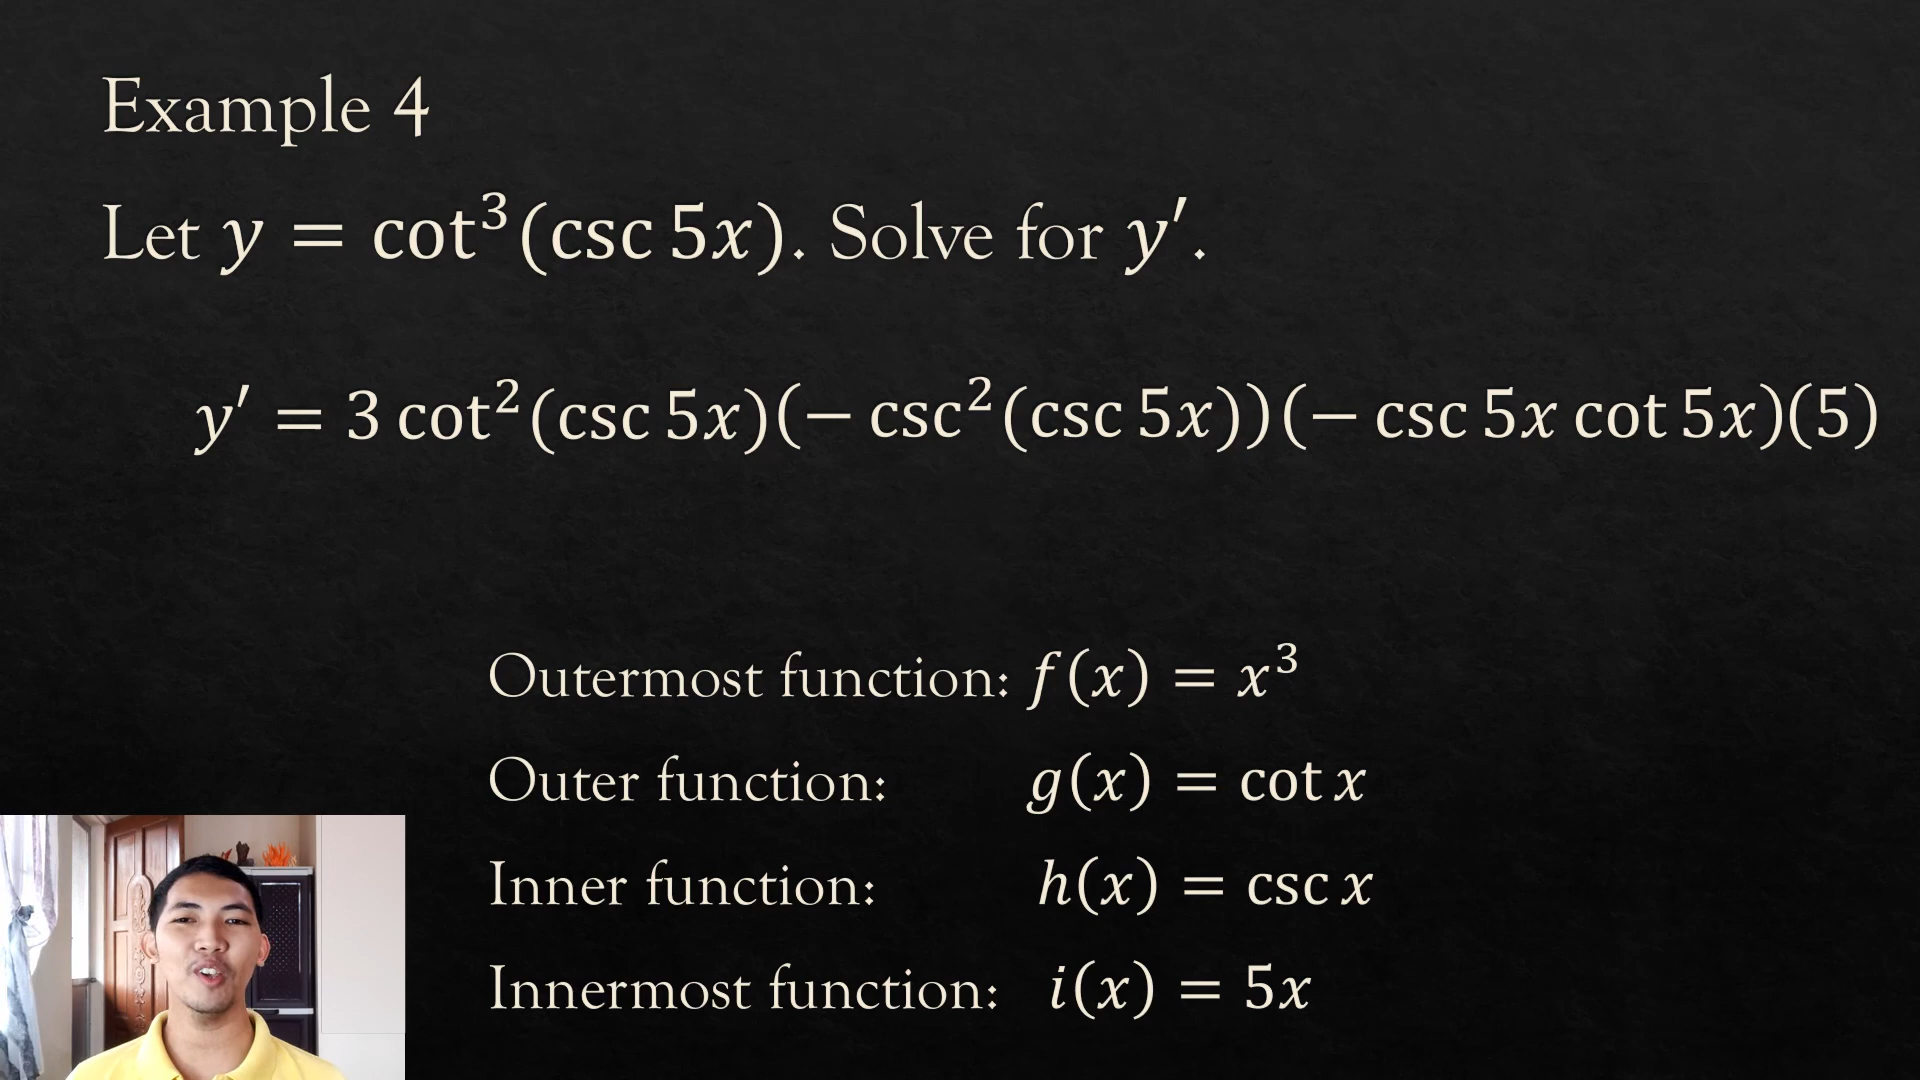 Example 4
Let y = cot³(csc 5x). Solve for y′.
y′ = 3 cot²(csc 5x)(− csc²(csc 5x))(− csc 5x cot 5x)(5)
Outermost function: f(x) = x³
Outer function: g(x) = cot x
Inner function: h(x) = csc x
Innermost function: i(x) = 5x